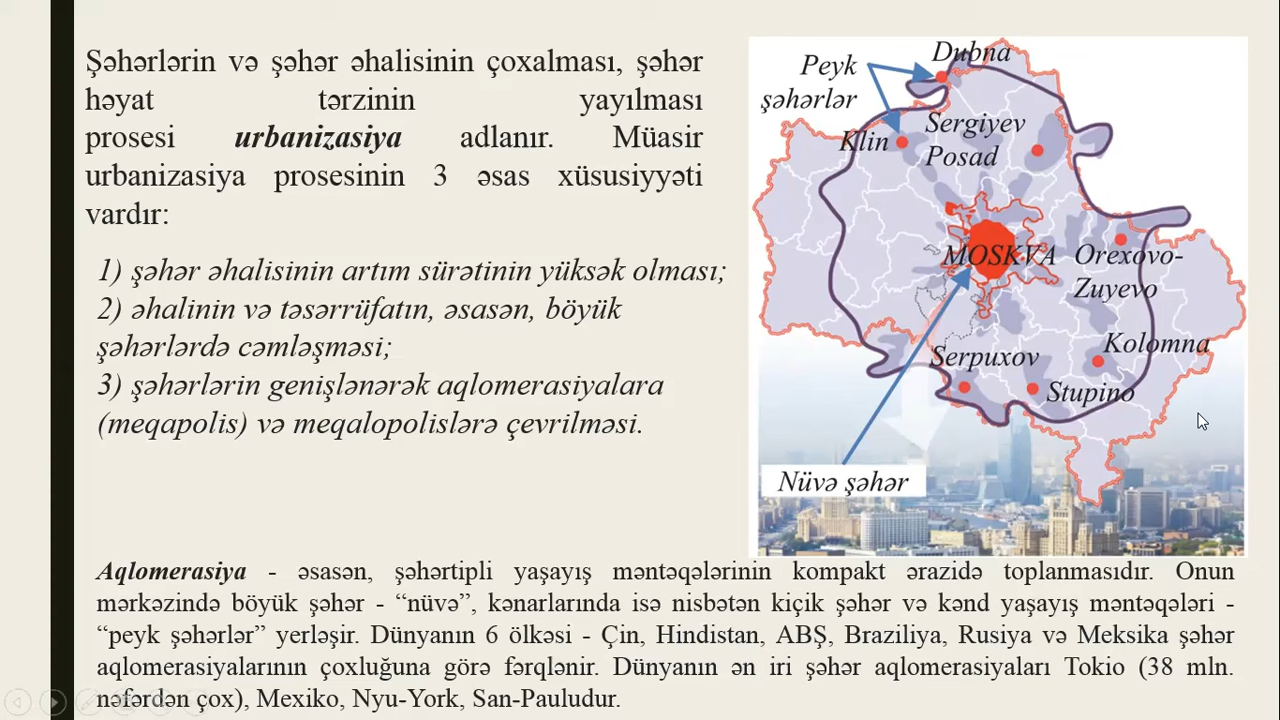 Şəhərlərin və şəhər əhalisinin çoxalması, şəhər
həyat tərzinin yayılması
prosesi urbanizasiya adlanır. Müasir
urbanizasiya prosesinin 3 əsas xüsusiyyəti
vardır:
1) şəhər əhalisinin artım sürətinin yüksək olması;
2) əhalinin və təsərrüfatın, əsasən, böyük
şəhərlərdə cəmləşməsi;
3) şəhərlərin genişlənərək aqlomerasiyalara
(meqapolis) və meqalopolislərə çevrilməsi.
Peyk
şəhərlər
Dubna
Klin
Sergiyev
Posad
MOSKVA
Orexovo-
Zuyevo
Serpuxov
Kolomna
Stupino
Nüvə şəhər
Aqlomerasiya - əsasən, şəhərtipli yaşayış məntəqələrinin kompakt ərazidə toplanmasıdır. Onun
mərkəzində böyük şəhər - “nüvə”, kənarlarında isə nisbətən kiçik şəhər və kənd yaşayış məntəqələri -
“peyk şəhərlər” yerləşir. Dünyanın 6 ölkəsi - Çin, Hindistan, ABŞ, Braziliya, Rusiya və Meksika şəhər
aqlomerasiyalarının çoxluğuna görə fərqlənir. Dünyanın ən iri şəhər aqlomerasiyaları Tokio (38 mln.
nəfərdən çox), Mexiko, Nyu-York, San-Pauludur.